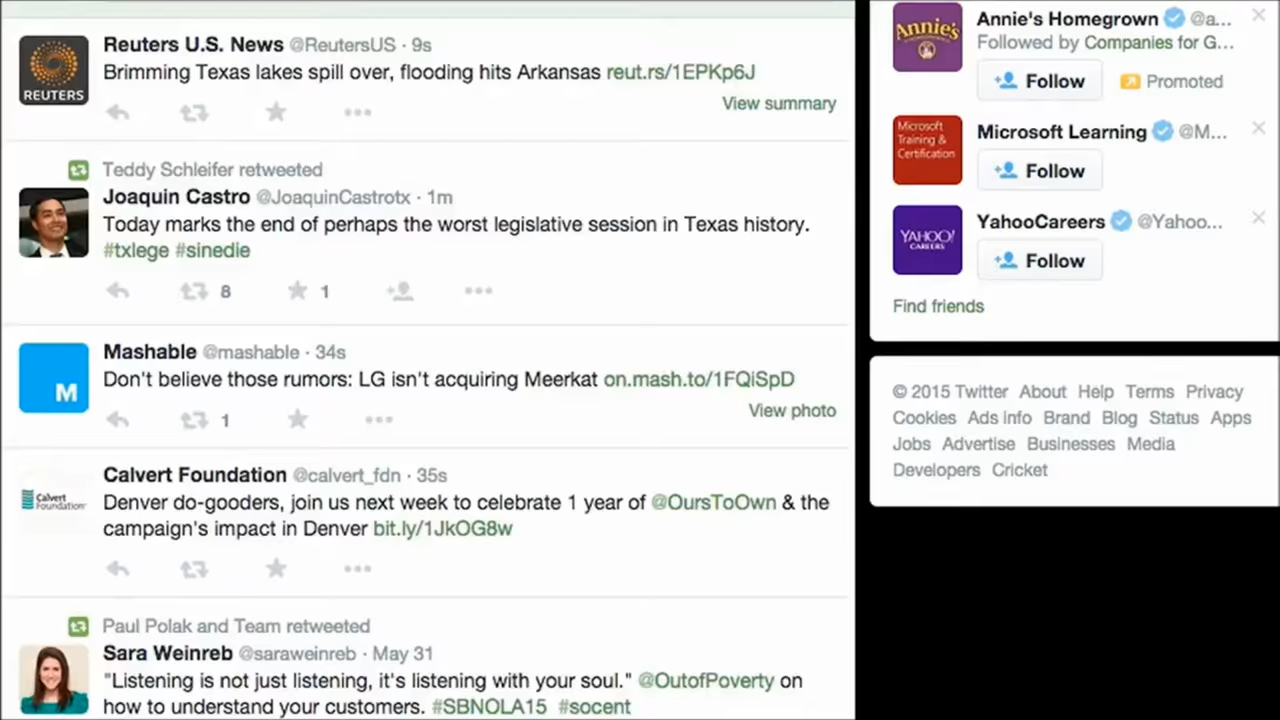 Reuters U.S. News @ReutersUS · 9s
Brimming Texas lakes spill over, flooding hits Arkansas reut.rs/1EPKp6J
REUTERS
View summary
Teddy Schleifer retweeted
Joaquin Castro @JoaquinCastrotx · 1m
Today marks the end of perhaps the worst legislative session in Texas history.
#txlege #sinedie
8 1
Mashable @mashable · 34s
Don't believe those rumors: LG isn't acquiring Meerkat on.mash.to/1FQiSpD
M
View photo
1
Calvert Foundation @calvert_fdn · 35s
Calvert
Foundation
Denver do-gooders, join us next week to celebrate 1 year of @OursToOwn & the
campaign's impact in Denver bit.ly/1JkOG8w
Paul Polak and Team retweeted
Sara Weinreb @saraweinreb · May 31
"Listening is not just listening, it's listening with your soul." @OutofPoverty on
how to understand your customers. #SBNOLA15 #socent
Annie's
Annie's Homegrown @a...
Followed by Companies for G...
Follow Promoted
Microsoft
Training &
Certification
Microsoft Learning @M...
Follow
YAHOO!
CAREERS
YahooCareers @Yahoo...
Follow
Find friends
© 2015 Twitter About Help Terms Privacy
Cookies Ads info Brand Blog Status Apps
Jobs Advertise Businesses Media
Developers Cricket